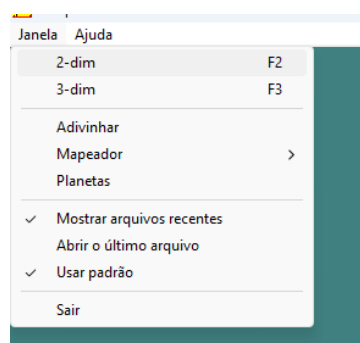 Janela Ajuda
2-dim F2
3-dim F3
Adivinhar
Mapeador
Planetas
Mostrar arquivos recentes
Abrir o último arquivo
Usar padrão
Sair